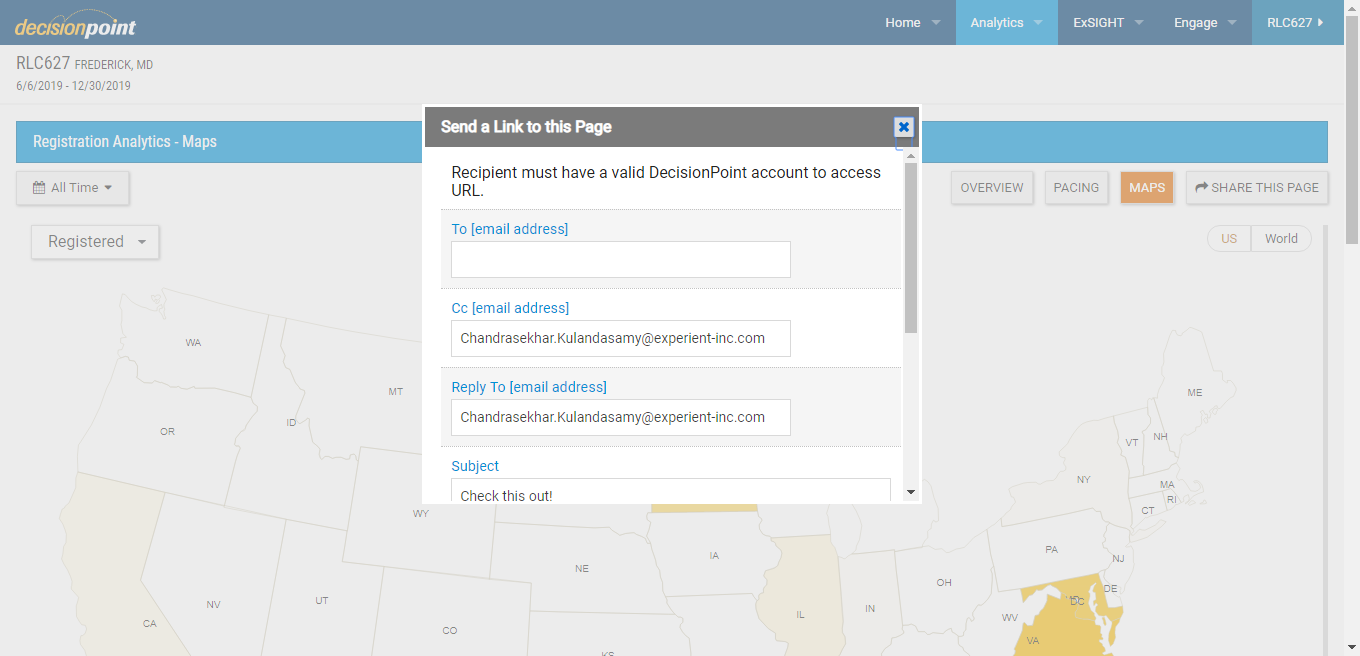 decisionpoint
Home
Analytics
ExSIGHT
Engage
RLC627
RLC627 FREDERICK, MD
6/6/2019 - 12/30/2019
Registration Analytics - Maps
All Time
OVERVIEW
PACING
MAPS
SHARE THIS PAGE
Registered
US
World
Send a Link to this Page
Recipient must have a valid DecisionPoint account to access
URL.
To [email address]
Cc [email address]
Chandrasekhar.Kulandasamy@experient-inc.com
Reply To [email address]
Chandrasekhar.Kulandasamy@experient-inc.com
Subject
Check this out!
WA
MT
ME
OR
ID
VT
NH
NY
MA
RI
CT
WY
PA
IA
NJ
NE
OH
DE
DC
UT
NV
IN
IL
WV
CA
CO
VA
KS